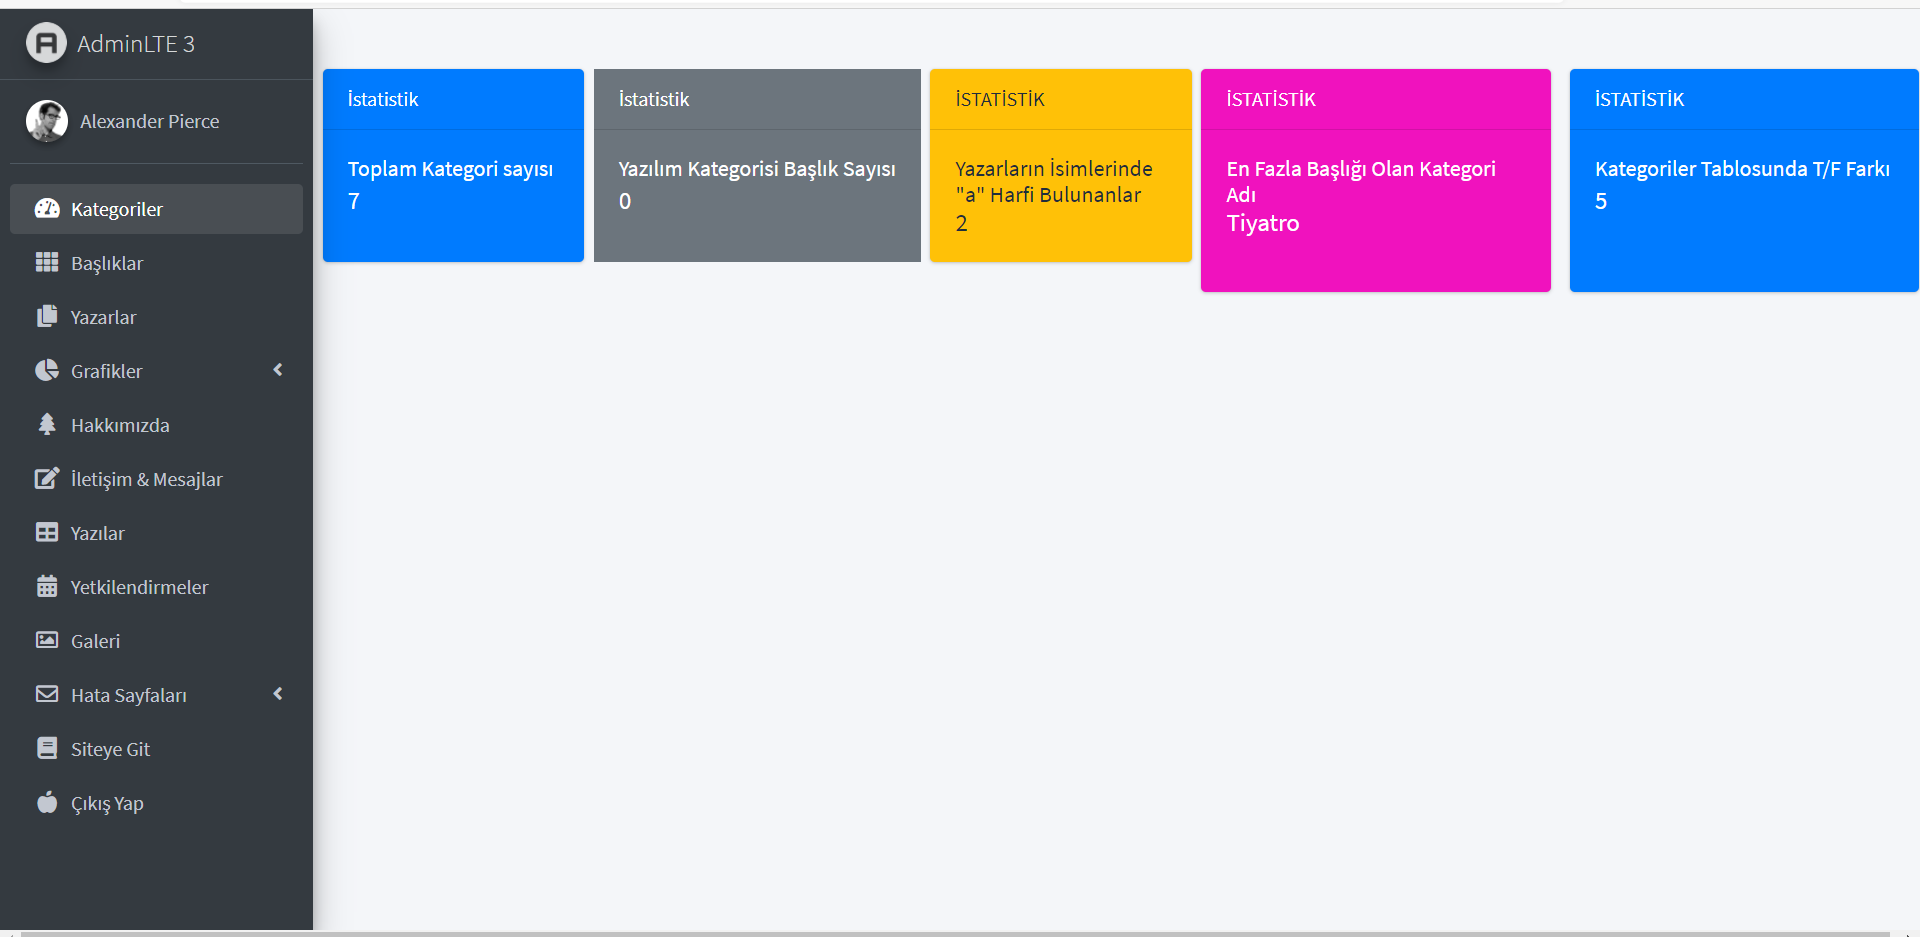 AdminLTE 3
Alexander Pierce
Kategoriler
Başlıklar
Yazarlar
Grafikler
Hakkımızda
İletişim & Mesajlar
Yazılar
Yetkilendirmeler
Galeri
Hata Sayfaları
Siteye Git
Çıkış Yap
İstatistik
Toplam Kategori sayısı
7
İstatistik
Yazılım Kategorisi Başlık Sayısı
0
İSTATİSTİK
Yazarların İsimlerinde
"a" Harfi Bulunanlar
2
İSTATİSTİK
En Fazla Başlığı Olan Kategori
Adı
Tiyatro
İSTATİSTİK
Kategoriler Tablosunda T/F Farkı
5